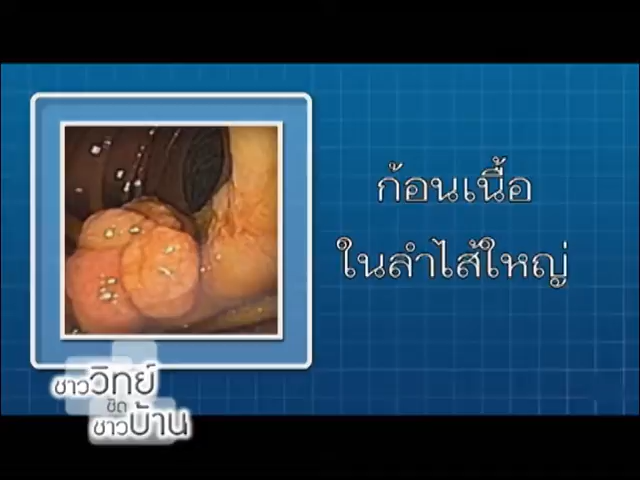 ก้อนเนื้อ
ในลำไส้ใหญ่
ชาววิทย์
ชิด
ชาวบ้าน